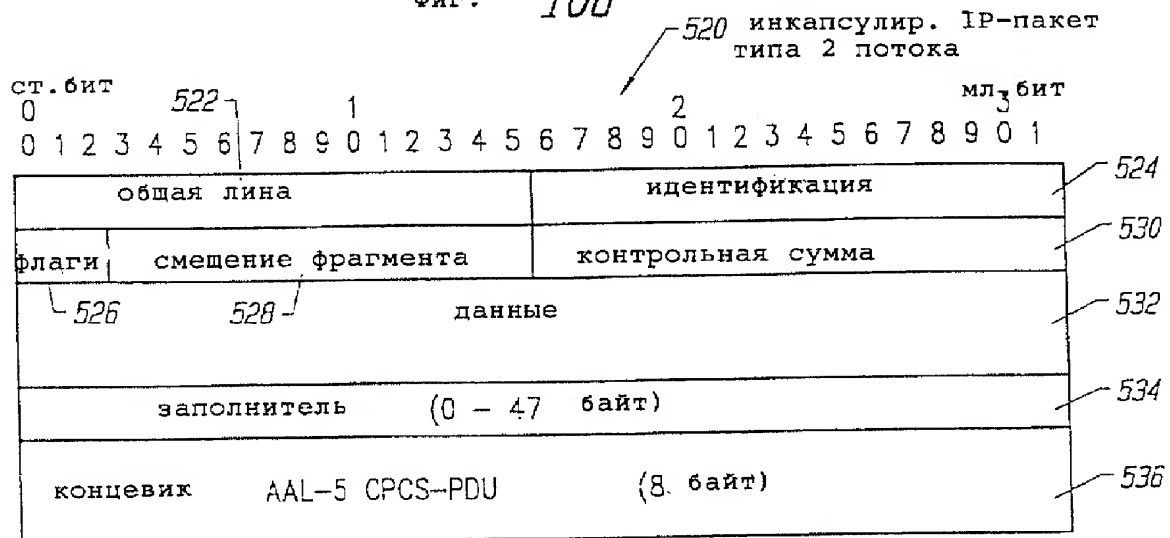 фиг. 10б
520 инкапсулир. IP-пакет
типа 2 потока
ст.бит 522 мл.бит
0 1 2 3
0 1 2 3 4 5 6 7 8 9 0 1 2 3 4 5 6 7 8 9 0 1 2 3 4 5 6 7 8 9 0 1
общая лина идентификация 524
флаги смещение фрагмента контрольная сумма 530
526 528 данные 532
заполнитель (0 – 47 байт) 534
концевик AAL–5 CPCS–PDU (8. байт) 536